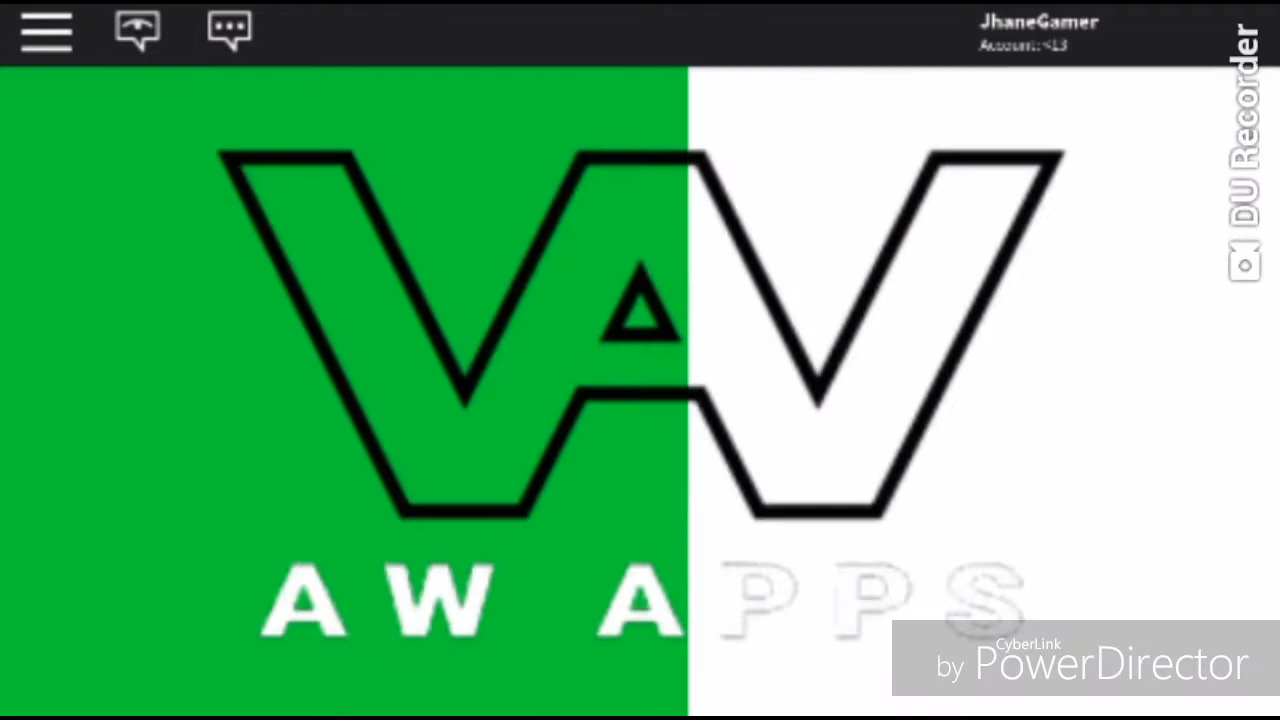 JhaneGamer
Account: <13
DU Recorder
AW APPS
CyberLink
by PowerDirector